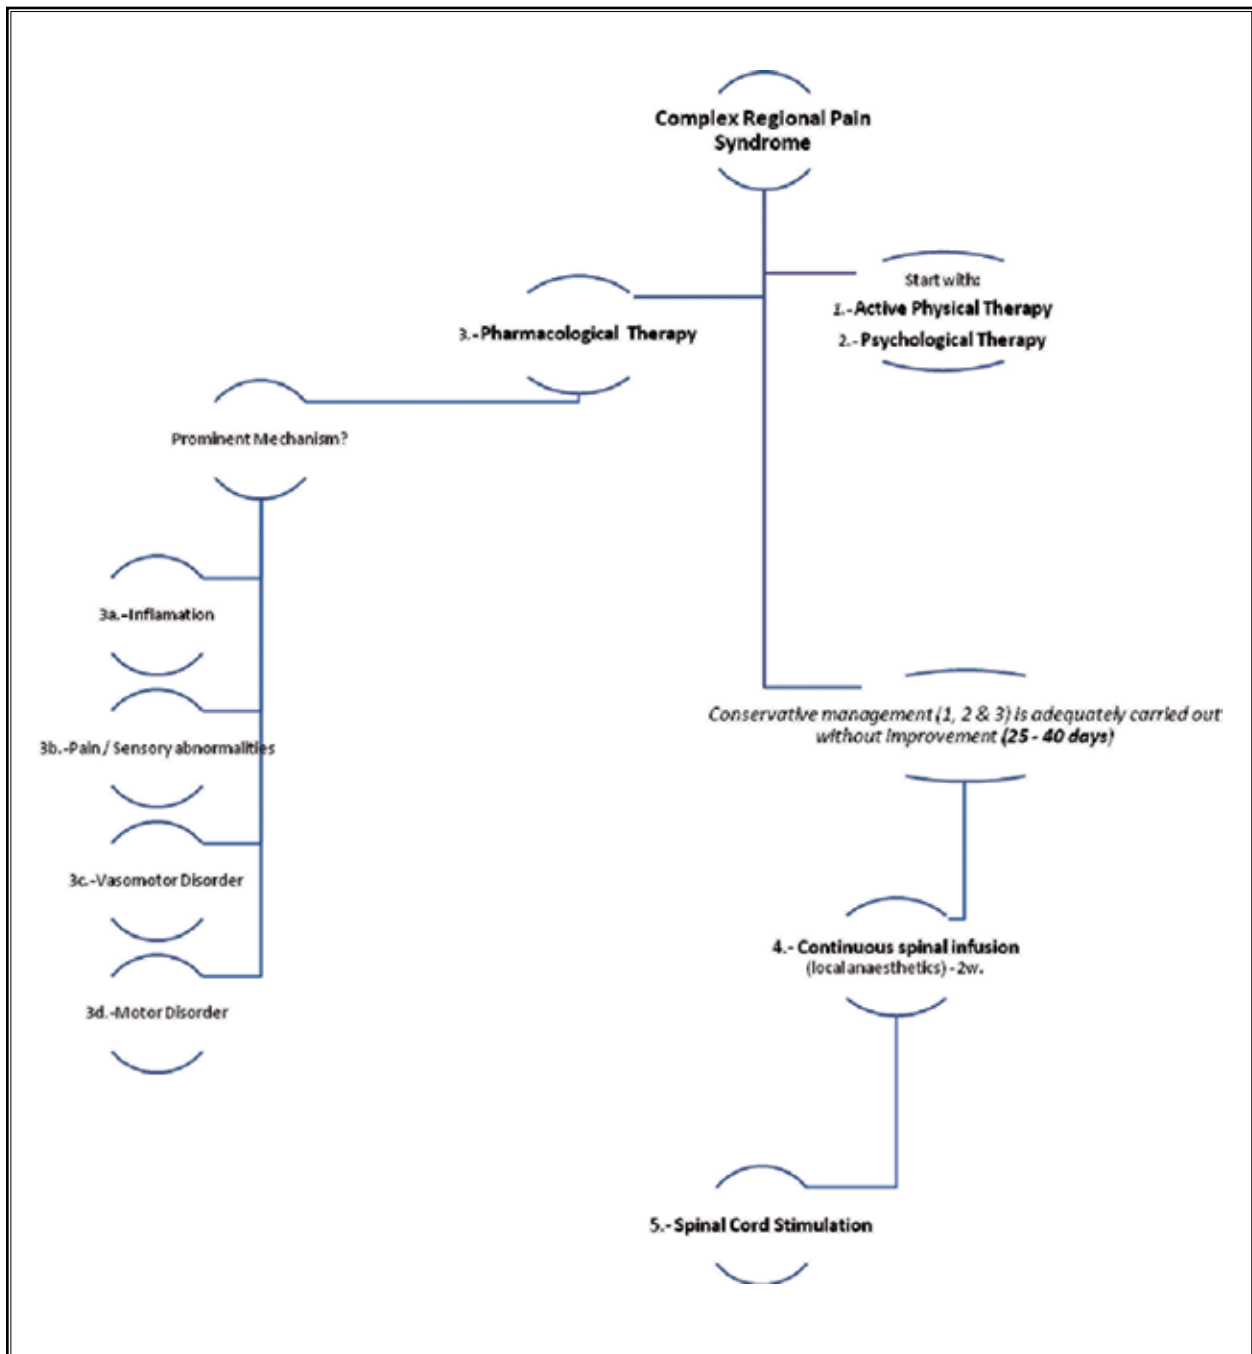 Complex Regional Pain
Syndrome
Start with:
1.-Active Physical Therapy
2.- Psychological Therapy
3.-Pharmacological Therapy
Prominent Mechanism?
3a.-Inflamation
3b.-Pain / Sensory abnormalities
3c.-Vasomotor Disorder
3d.-Motor Disorder
Conservative management (1, 2 & 3) is adequately carried out
without improvement (25 - 40 days)
4.- Continuous spinal infusion
(local anaesthetics) - 2w.
5.- Spinal Cord Stimulation